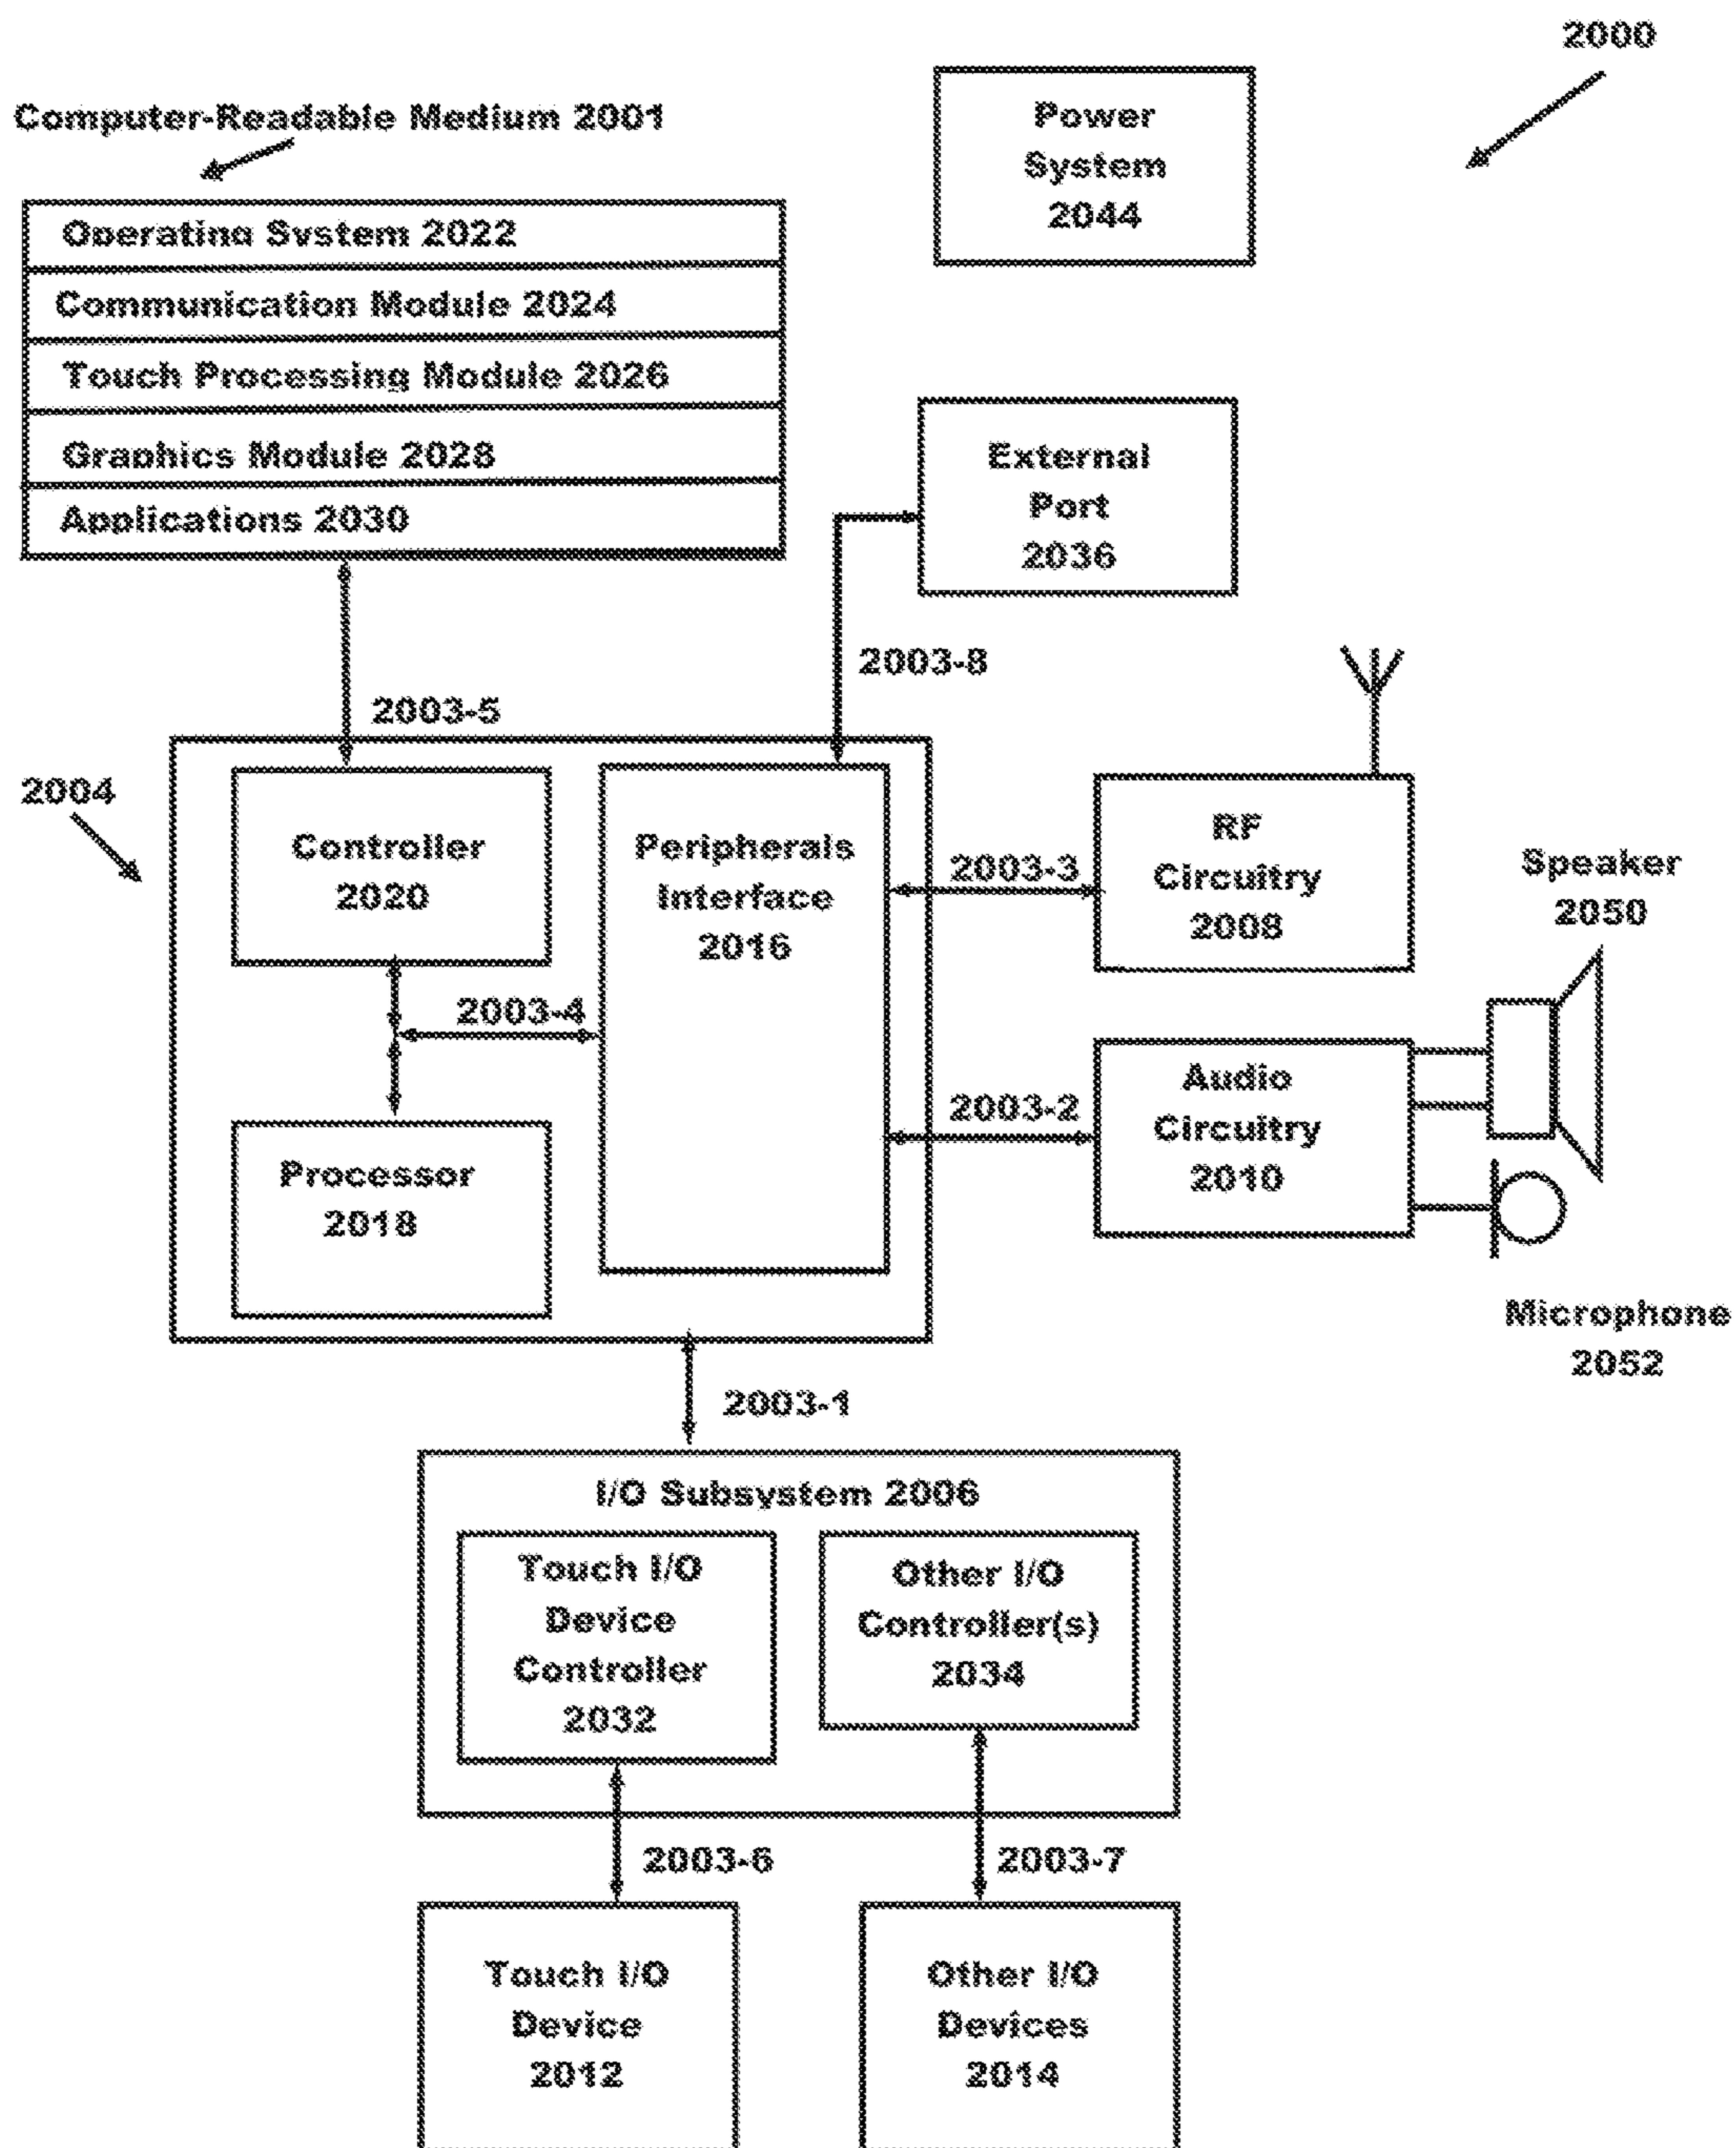 2000
Computer-Readable Medium 2001
Power
System
2044
Operating System 2022
Communication Module 2024
Touch Processing Module 2026
Graphics Module 2028
Applications 2030
External
Port
2036
2003-8
2003-5
2004
Controller
2020
Peripherals
Interface
2016
2003-3
RF
Circuitry
2008
Speaker
2050
2003-4
2003-2
Audio
Circuitry
2010
Processor
2018
Microphone
2052
2003-1
I/O Subsystem 2006
Touch I/O
Device
Controller
2032
Other I/O
Controller(s)
2034
2003-6
2003-7
Touch I/O
Device
2012
Other I/O
Devices
2014